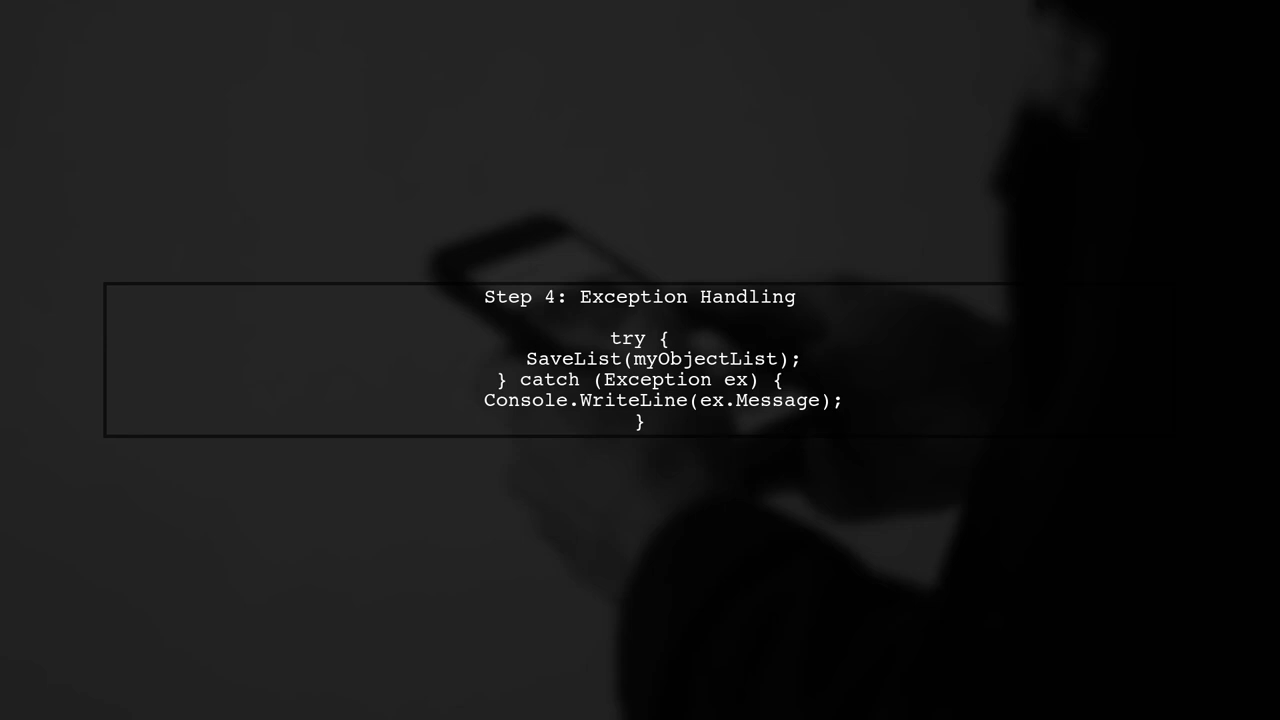 Step 4: Exception Handling
try {
SaveList(myObjectList);
} catch (Exception ex) {
Console.WriteLine(ex.Message);
}